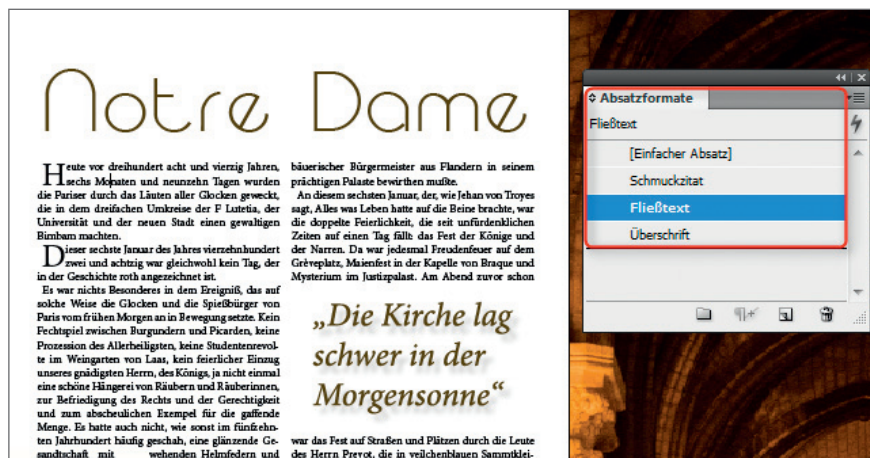 Notre Dame
Heute vor dreihundert acht und vierzig Jahren,
sechs Monaten und neunzehn Tagen wurden
die Pariser durch das Läuten aller Glocken geweckt,
die in dem dreifachen Umkreise der F Lutetia, der
Universität und der neuen Stadt einen gewaltigen
Bimbam machten.
Dieser sechste Januar des Jahres vierzehnhundert
zwei und achtzig war gleichwohl kein Tag, der
in der Geschichte roth angezeichnet ist.
Es war nichts Besonderes in dem Ereigniß, das auf
solche Weise die Glocken und die Spießbürger von
Paris vom frühen Morgen an in Bewegung setzte. Kein
Fechtspiel zwischen Burgundern und Picarden, keine
Prozession des Allerheiligsten, keine Studentenrevol-
te im Weingarten von Laas, kein feierlicher Einzug
unseres gnädigsten Herrn, des Königs, ja nicht einmal
eine schöne Hängerei von Räubern und Räuberinnen,
zur Befriedigung des Rechts und der Gerechtigkeit
und zum abscheulichen Exempel für die gaffende
Menge. Es hatte auch nicht, wie sonst im fünfzehn-
ten Jahrhundert häufig geschah, eine glänzende Ge-
sandtschaft mit wehenden Helmfedern und
bäuerischer Bürgermeister aus Flandern in seinem
prächtigen Palaste bewirthen mußte.
An diesem sechsten Januar, der, wie Jehan von Troyes
sagt, Alles was Leben hatte auf die Beine brachte, war
die doppelte Feierlichkeit, die seit unfürdenklichen
Zeiten auf einen Tag fällt: das Fest der Könige und
der Narren. Da war jedesmal Freudenfeuer auf dem
Grèveplatz, Maienfest in der Kapelle von Braque und
Mysterium im Justizpalast. Am Abend zuvor schon
„Die Kirche lag
schwer in der
Morgensonne“
war das Fest auf Straßen und Plätzen durch die Leute
des Herrn Prevot, die in veilchenblauen Sammtklei-
Absatzformate
Fließtext
[Einfacher Absatz]
Schmuckzitat
Fließtext
Überschrift